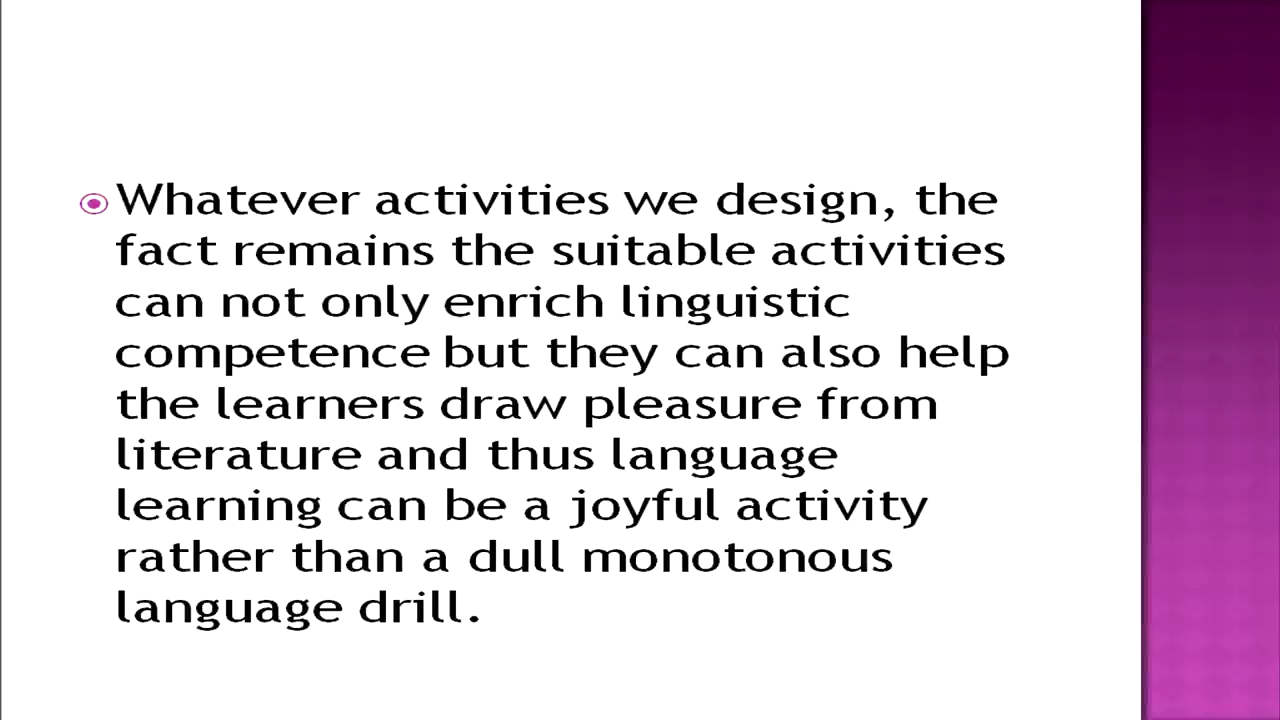 Whatever activities we design, the
fact remains the suitable activities
can not only enrich linguistic
competence but they can also help
the learners draw pleasure from
literature and thus language
learning can be a joyful activity
rather than a dull monotonous
language drill.